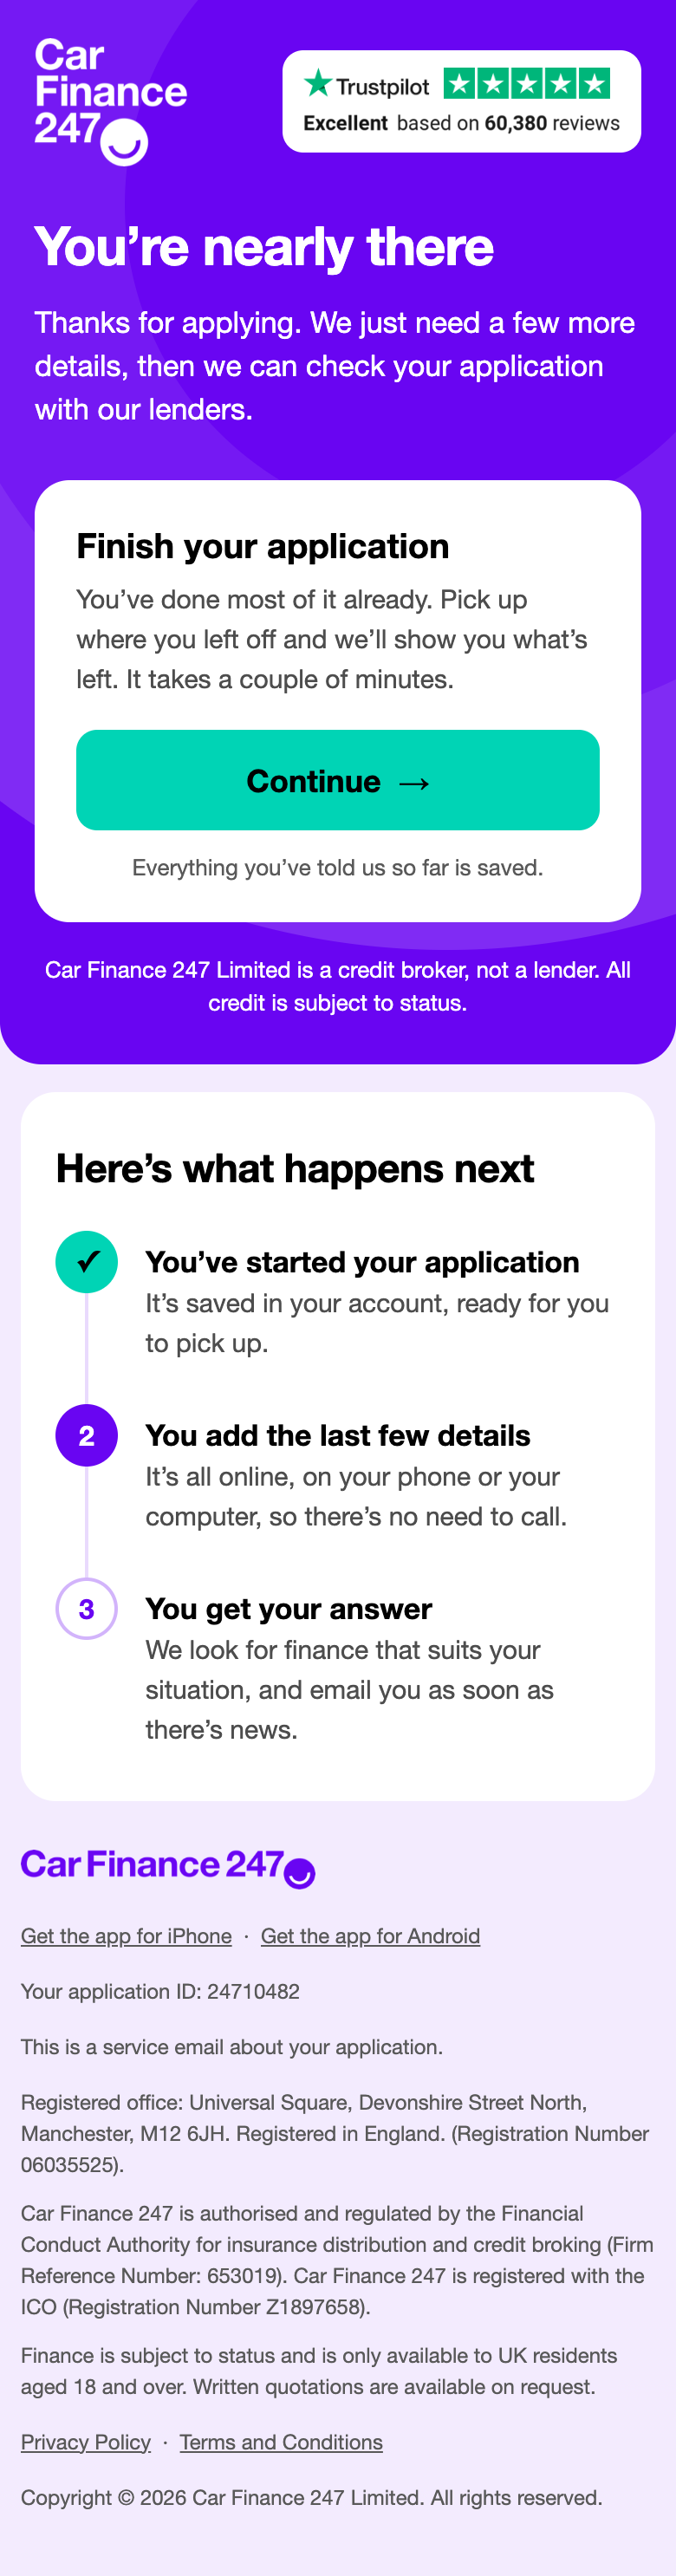 Car
Finance
247
Trustpilot
Excellent based on 60,380 reviews
You’re nearly there
Thanks for applying. We just need a few more
details, then we can check your application
with our lenders.
Finish your application
You’ve done most of it already. Pick up
where you left off and we’ll show you what’s
left. It takes a couple of minutes.
Continue →
Everything you’ve told us so far is saved.
Car Finance 247 Limited is a credit broker, not a lender. All
credit is subject to status.
Here’s what happens next
✓ You’ve started your application
It’s saved in your account, ready for you
to pick up.
2 You add the last few details
It’s all online, on your phone or your
computer, so there’s no need to call.
3 You get your answer
We look for finance that suits your
situation, and email you as soon as
there’s news.
Car Finance 247
Get the app for iPhone · Get the app for Android
Your application ID: 24710482
This is a service email about your application.
Registered office: Universal Square, Devonshire Street North,
Manchester, M12 6JH. Registered in England. (Registration Number
06035525).
Car Finance 247 is authorised and regulated by the Financial
Conduct Authority for insurance distribution and credit broking (Firm
Reference Number: 653019). Car Finance 247 is registered with the
ICO (Registration Number Z1897658).
Finance is subject to status and is only available to UK residents
aged 18 and over. Written quotations are available on request.
Privacy Policy · Terms and Conditions
Copyright © 2026 Car Finance 247 Limited. All rights reserved.